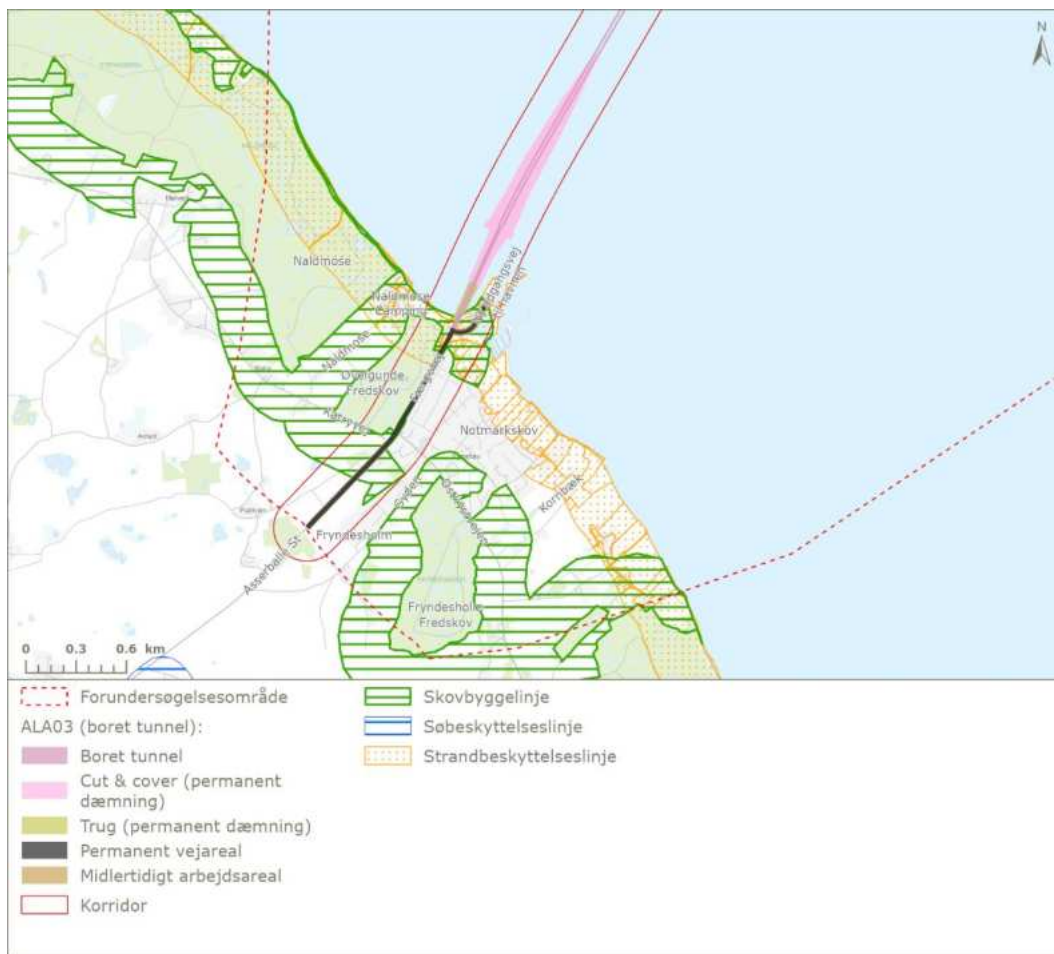 N
Naldmose
Naldmose
Camping
Naldmose
Fredskov
Katryvej
Notmarkskov
Kornbæk
Fryndesholm
Asserballe St
Fryndesholm
Fredskov
0 0.3 0.6 km
Forundersøgelsesområde
ALA03 (boret tunnel):
Boret tunnel
Cut & cover (permanent
dæmning)
Trug (permanent dæmning)
Permanent vejareal
Midlertidigt arbejdsareal
Korridor
Skovbyggelinje
Søbeskyttelseslinje
Strandbeskyttelseslinje